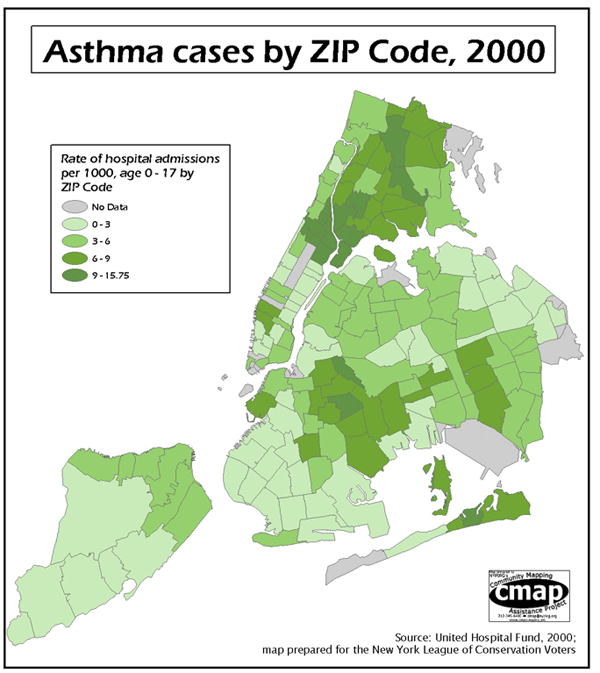 Asthma cases by ZIP Code, 2000
Rate of hospital admissions
per 1000, age 0 - 17 by
ZIP Code
No Data
0 - 3
3 - 6
6 - 9
9 - 15.75
Community Mapping
cmap
Assistance Project
Source: United Hospital Fund, 2000;
map prepared for the New York League of Conservation Voters